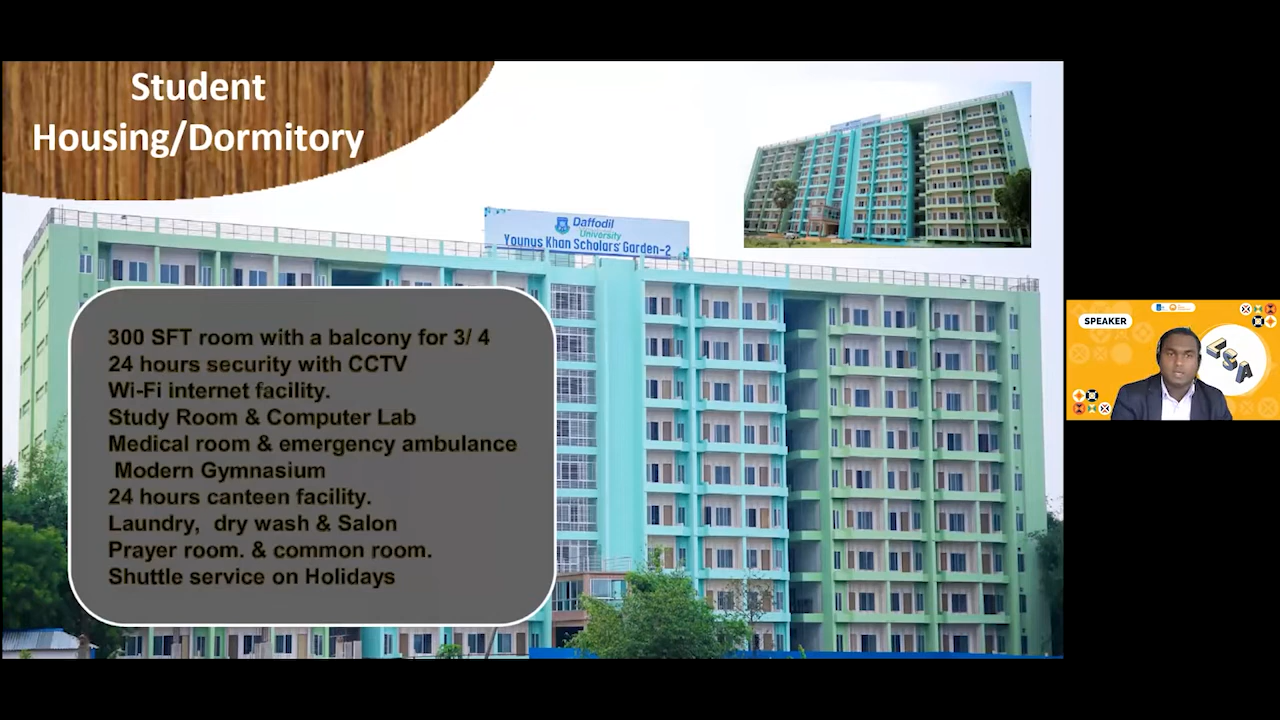 Student
Housing/Dormitory
Daffodil
University
Younus Khan Scholars' Garden-2
300 SFT room with a balcony for 3/ 4
24 hours security with CCTV
Wi-Fi internet facility.
Study Room & Computer Lab
Medical room & emergency ambulance
Modern Gymnasium
24 hours canteen facility.
Laundry, dry wash & Salon
Prayer room. & common room.
Shuttle service on Holidays
SPEAKER